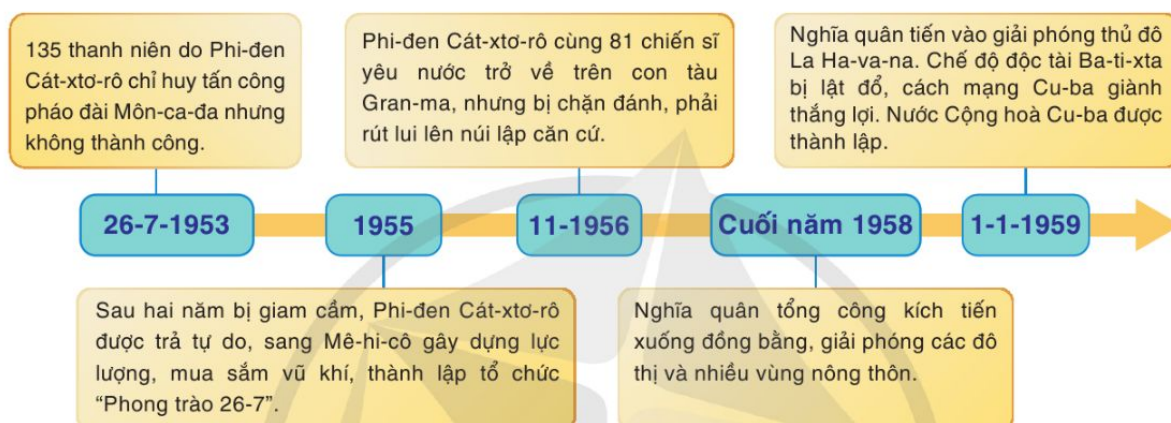 135 thanh niên do Phi-đen
Cát-xtơ-rô chỉ huy tấn công
pháo đài Môn-ca-đa nhưng
không thành công.
Phi-đen Cát-xtơ-rô cùng 81 chiến sĩ
yêu nước trở về trên con tàu
Gran-ma, nhưng bị chặn đánh, phải
rút lui lên núi lập căn cứ.
Nghĩa quân tiến vào giải phóng thủ đô
La Ha-va-na. Chế độ độc tài Ba-ti-xta
bị lật đổ, cách mạng Cu-ba giành
thắng lợi. Nước Cộng hoà Cu-ba được
thành lập.
26-7-1953
1955
11-1956
Cuối năm 1958
1-1-1959
Sau hai năm bị giam cầm, Phi-đen Cát-xtơ-rô
được trả tự do, sang Mê-hi-cô gây dựng lực
lượng, mua sắm vũ khí, thành lập tổ chức
“Phong trào 26-7”.
Nghĩa quân tổng công kích tiến
xuống đồng bằng, giải phóng các đô
thị và nhiều vùng nông thôn.